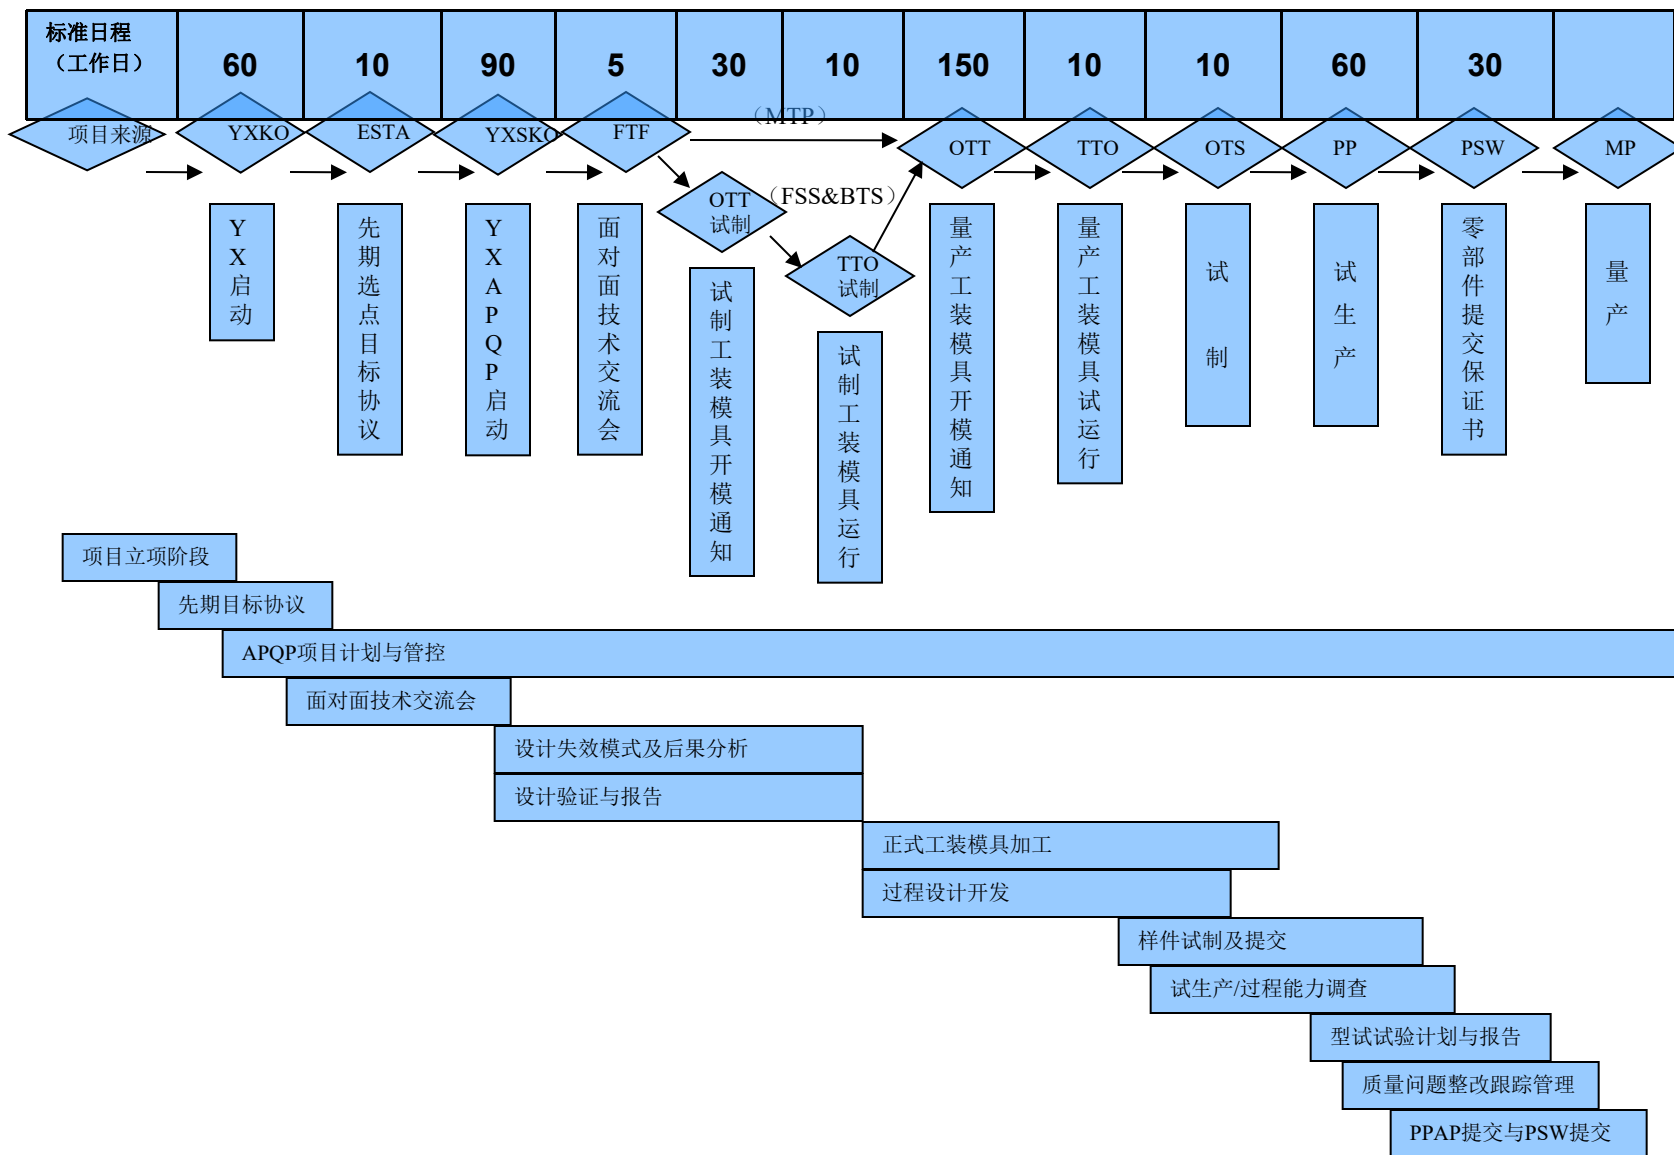 标准日程
（工作日）
60
10
90
5
30
10
150
10
10
60
30
项目来源
YXKO
ESTA
YXSKO
FTF
（MTP）
OTT
TTO
OTS
PP
PSW
MP
OTT
试制
（FSS&BTS）
TTO
试制
YX启动
先期选点目标协议
YXAPQP启动
面对面技术交流会
试制工装模具开模通知
试制工装模具运行
量产工装模具开模通知
量产工装模具试运行
试制
试生产
零部件提交保证书
量产
项目立项阶段
先期目标协议
APQP项目计划与管控
面对面技术交流会
设计失效模式及后果分析
设计验证与报告
正式工装模具加工
过程设计开发
样件试制及提交
试生产/过程能力调查
型试试验计划与报告
质量问题整改跟踪管理
PPAP提交与PSW提交